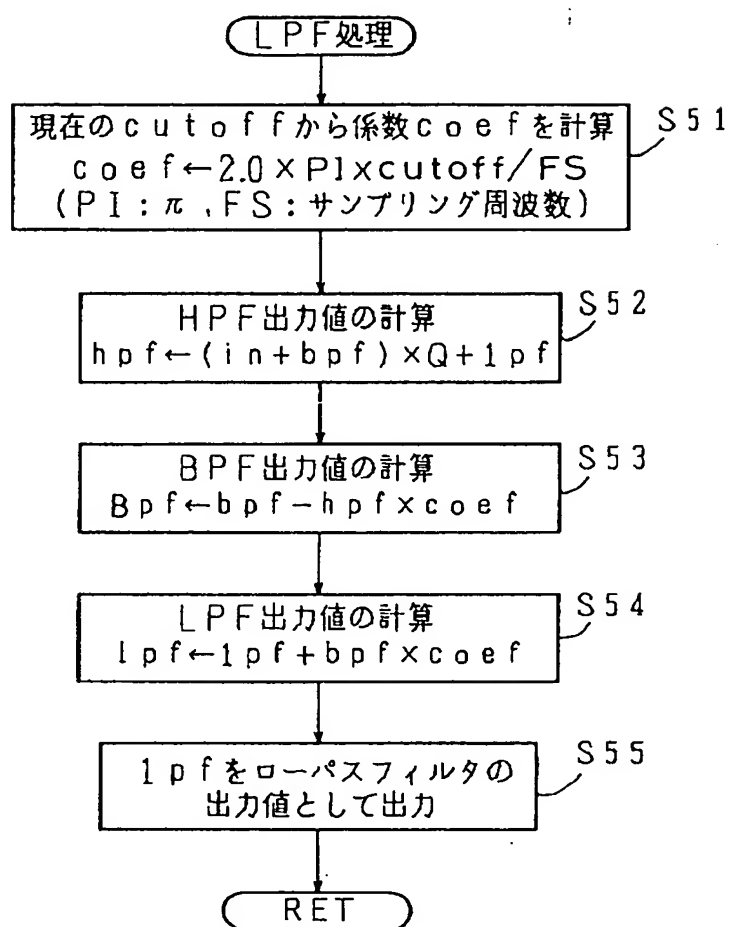 LPF処理
現在のcutoffから係数coefを計算
coef←2.0×PI×cutoff/FS
(PI:π,FS:サンプリング周波数)
S51
HPF出力値の計算
hpf←(in+bpf)×Q+1pf
S52
BPF出力値の計算
Bpf←bpf-hpf×coef
S53
LPF出力値の計算
lpf←1pf+bpf×coef
S54
1pfをローパスフィルタの
出力値として出力
S55
RET